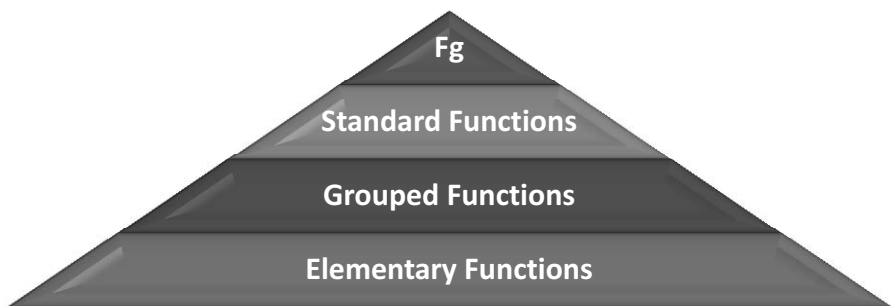 Fg
Standard Functions
Grouped Functions
Elementary Functions